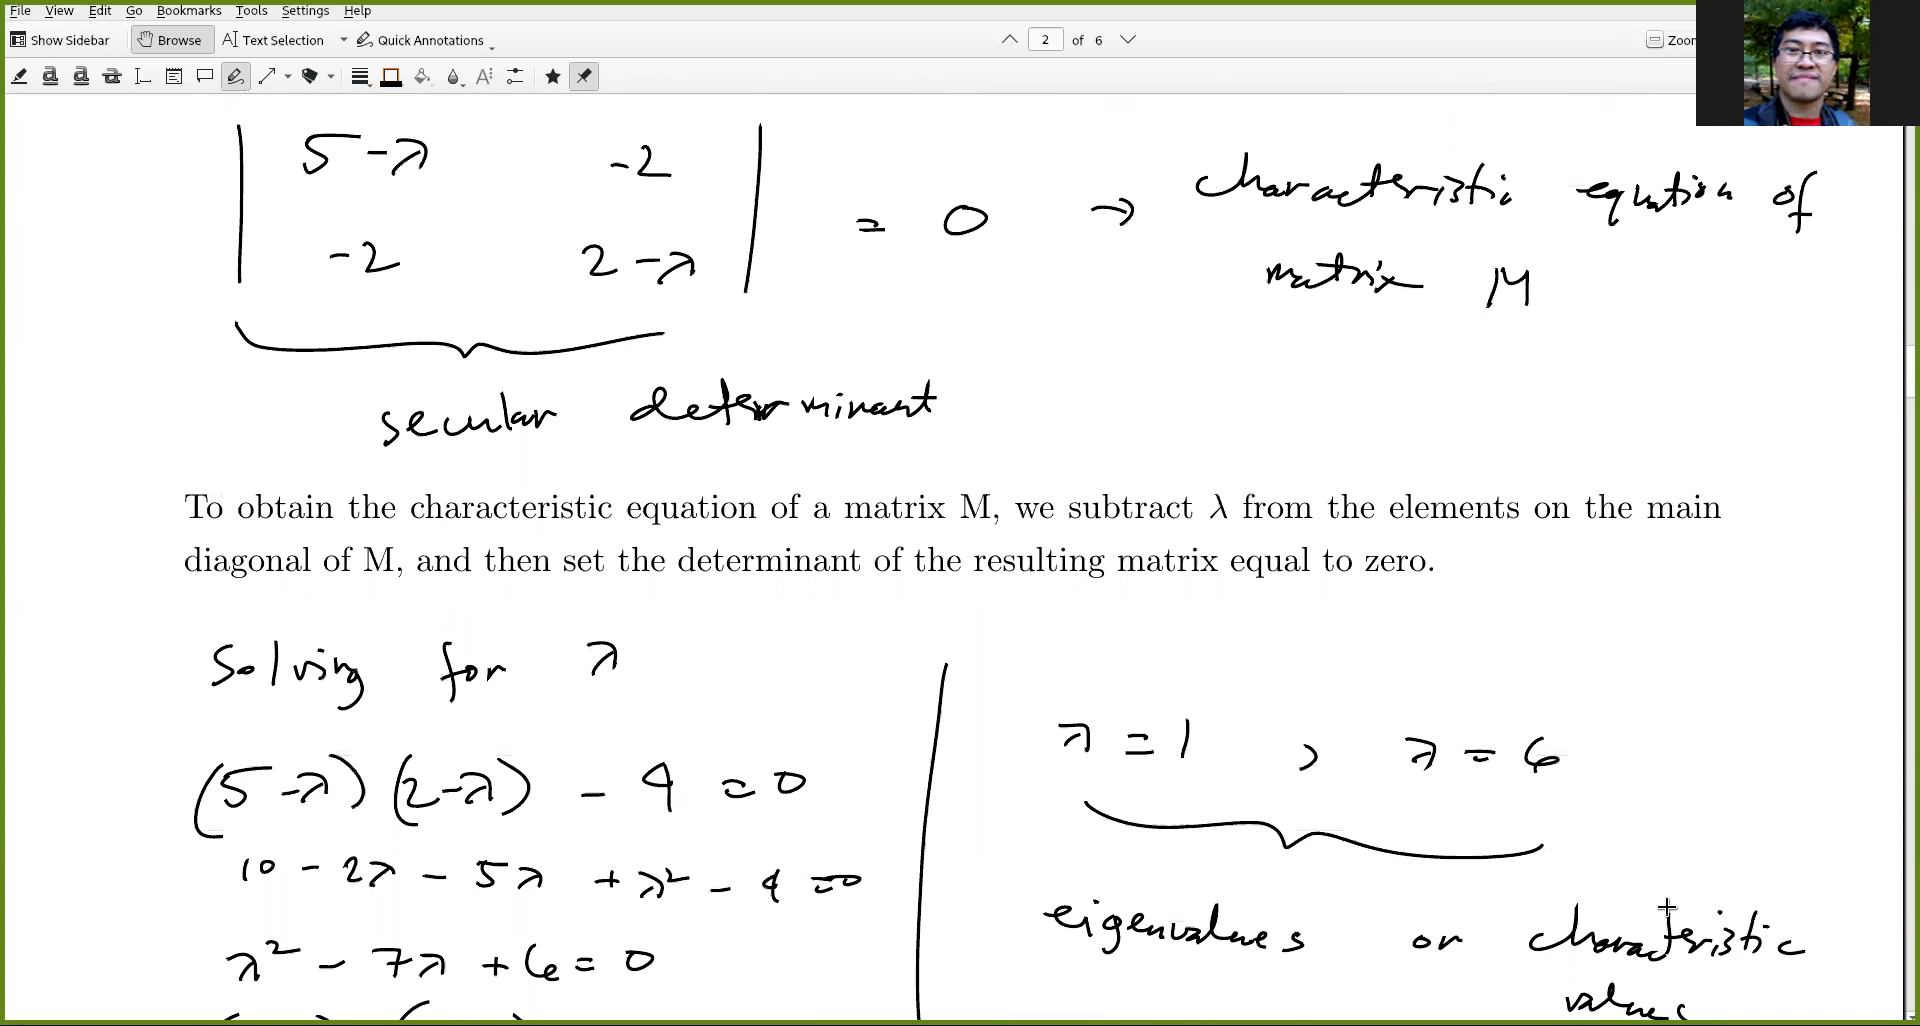 File View Edit Go Bookmarks Tools Settings Help
Show Sidebar Browse Text Selection Quick Annotations 2 of 6 Zoo
5-λ -2
-2 2-λ
= 0 → characteristic equation of
matrix M
secular determinant
To obtain the characteristic equation of a matrix M, we subtract λ from the elements on the main
diagonal of M, and then set the determinant of the resulting matrix equal to zero.
Solving for λ
(5-λ)(2-λ) - 4 = 0
10 - 2λ - 5λ + λ² - 4 = 0
λ² - 7λ + 6 = 0
λ = 1 , λ = 6
eigenvalues or characteristic
values